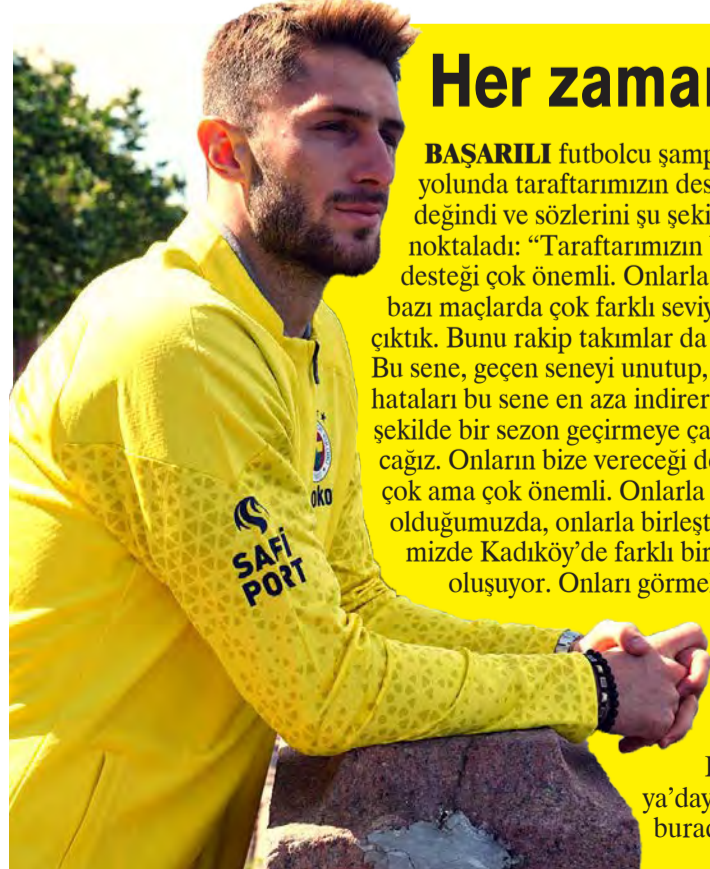 Her zaman
BAŞARILI futbolcu şamp
yolunda taraftarımızın des
değindi ve sözlerini şu şeki
noktaladı: “Taraftarımızın
desteği çok önemli. Onlarla
bazı maçlarda çok farklı seviy
çıktık. Bunu rakip takımlar da
Bu sene, geçen seneyi unutup,
hataları bu sene en aza indirer
şekilde bir sezon geçirmeye ça
cağız. Onların bize vereceği de
çok ama çok önemli. Onlarla
olduğumuzda, onlarla birleşt
mizde Kadıköy’de farklı bir
oluşuyor. Onları görme
ya’day
burad
oko
SAFİ
PORT